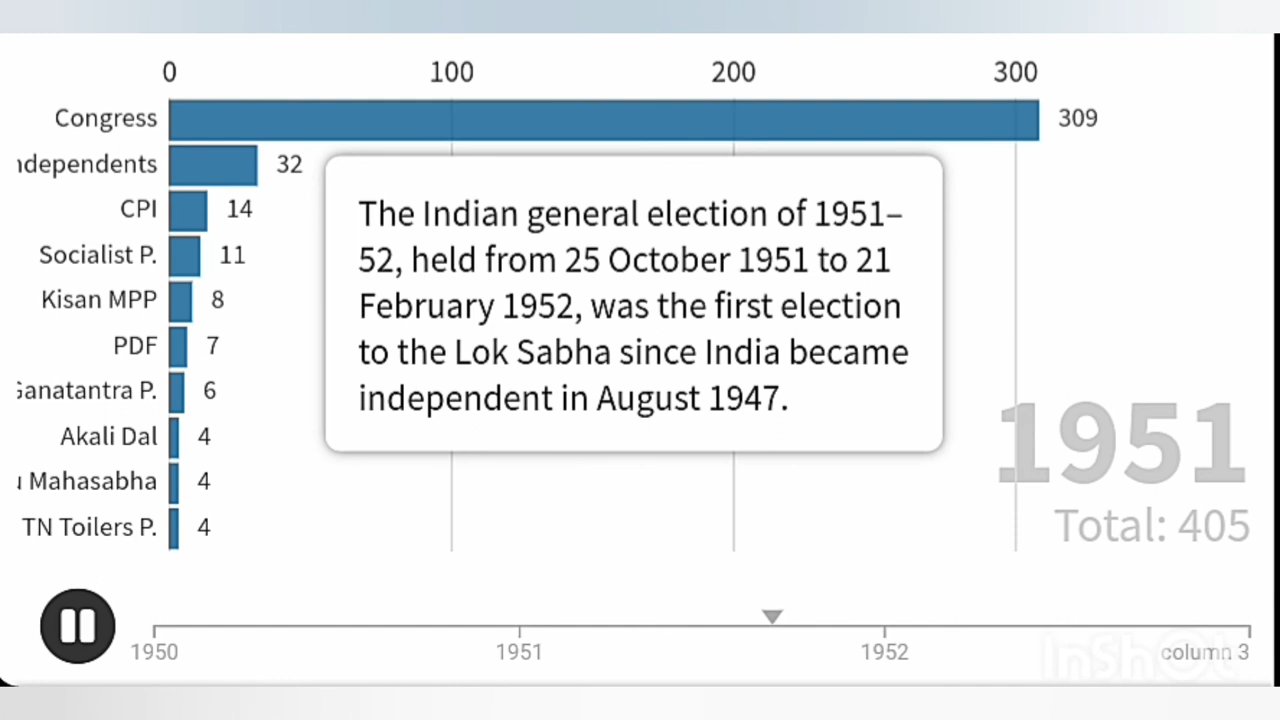 0 100 200 300
Congress 309
ndependents 32
CPI 14
Socialist P. 11
Kisan MPP 8
PDF 7
Ganatantra P. 6
Akali Dal 4
u Mahasabha 4
TN Toilers P. 4
The Indian general election of 1951–
52, held from 25 October 1951 to 21
February 1952, was the first election
to the Lok Sabha since India became
independent in August 1947.
1951
Total: 405
1950 1951 1952 column 3
InShOt